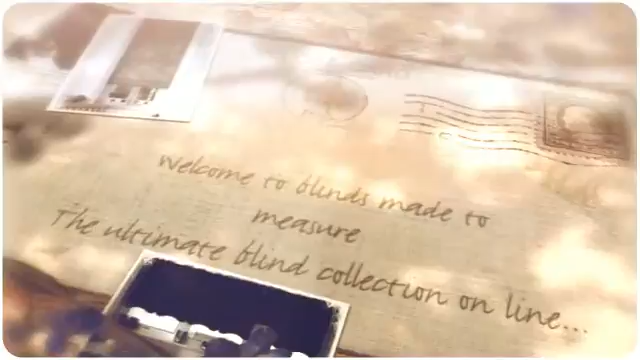 Welcome to blinds made to
measure
The ultimate blind collection on line...